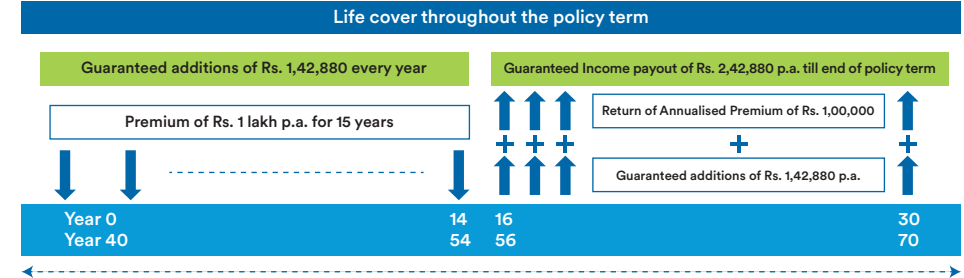 Life cover throughout the policy term
Guaranteed additions of Rs. 1,42,880 every year
Guaranteed Income payout of Rs. 2,42,880 p.a. till end of policy term
Premium of Rs. 1 lakh p.a. for 15 years
Return of Annualised Premium of Rs. 1,00,000
+ + + + +
Guaranteed additions of Rs. 1,42,880 p.a.
Year 0 14 16 30
Year 40 54 56 70